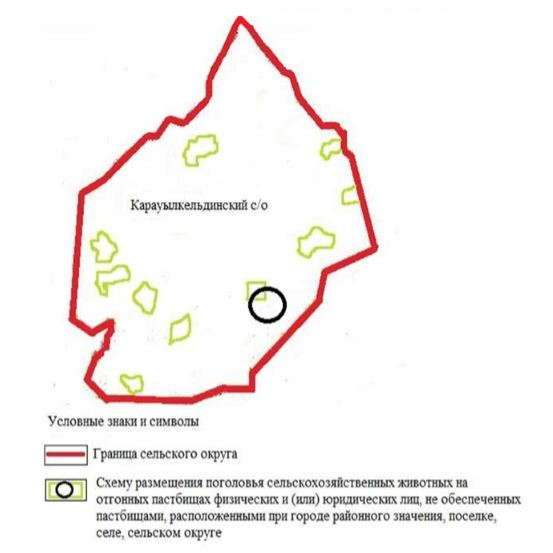 Карауылкельдинский с/о
Условные знаки и символы
Граница сельского округа
Схему размещения поголовья сельскохозяйственных животных на
отгонных пастбищах физических и (или) юридических лиц, не обеспеченных
пастбищами, расположенными при городе районного значения, поселке,
селе, сельском округе